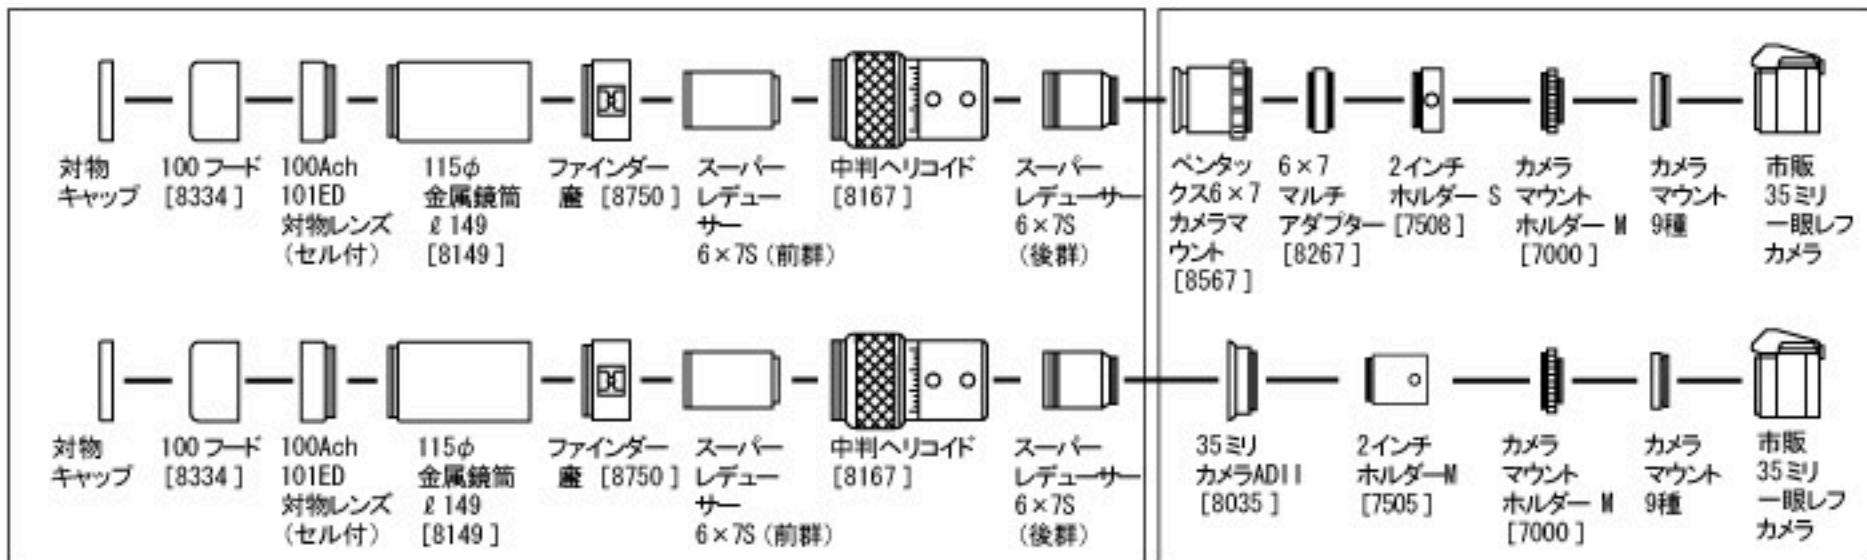 対物
キャップ
100 フード
[8334]
100Ach
101ED
対物レンズ
(セル付)
115φ
金属鏡筒
ℓ 149
[8149]
ファインダー
座 [8750]
スーパー
レデュー
サー
6×7S (前群)
中判ヘリコイド
[8167]
スーパー
レデューサー
6×7S
(後群)
ペンタッ
クス6×7
カメラマ
ウント
[8567]
6×7
マルチ
アダプター
[8267]
2インチ
ホルダー S
[7508]
カメラ
マウント
ホルダー M
[7000]
カメラ
マウント
9種
市販
35ミリ
一眼レフ
カメラ
対物
キャップ
100 フード
[8334]
100Ach
101ED
対物レンズ
(セル付)
115φ
金属鏡筒
ℓ 149
[8149]
ファインダー
座 [8750]
スーパー
レデュー
サー
6×7S (前群)
中判ヘリコイド
[8167]
スーパー
レデューサー
6×7S
(後群)
35ミリ
カメラADII
[8035]
2インチ
ホルダーM
[7505]
カメラ
マウント
ホルダー M
[7000]
カメラ
マウント
9種
市販
35ミリ
一眼レフ
カメラ